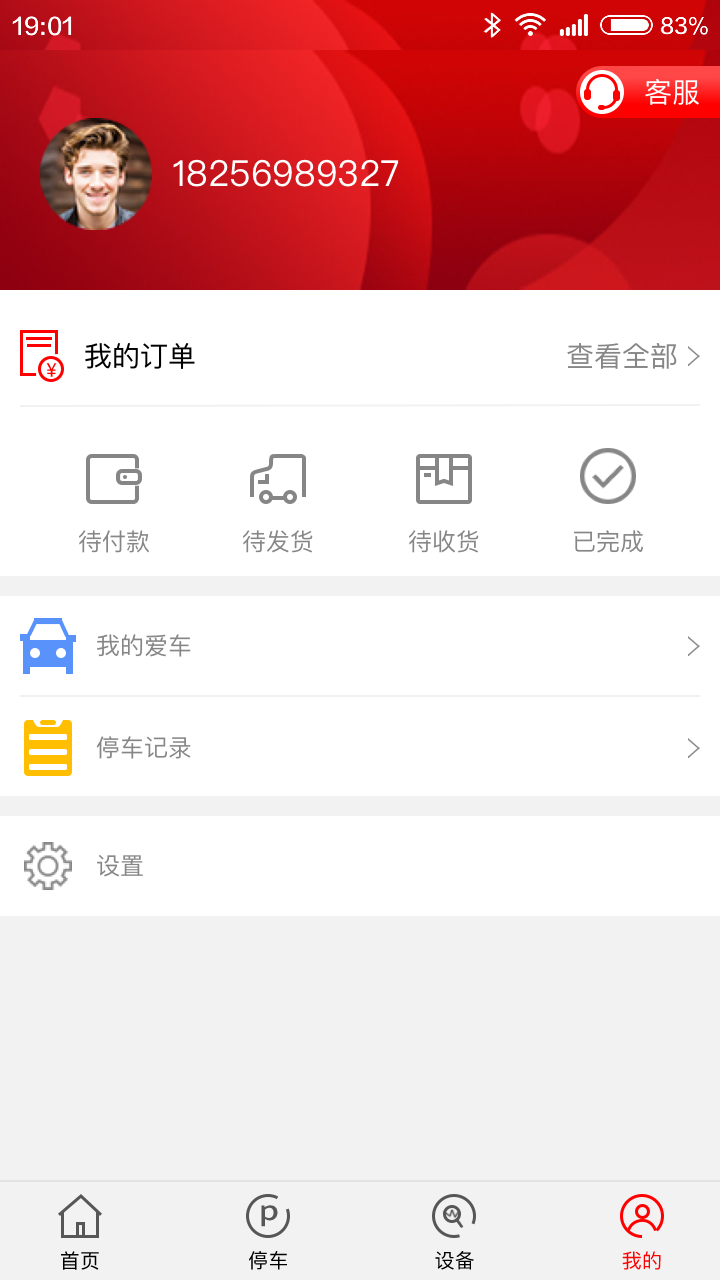 19:01 83%
客服
18256989327
我的订单 查看全部
待付款 待发货 待收货 已完成
我的爱车
停车记录
设置
首页 停车 设备 我的